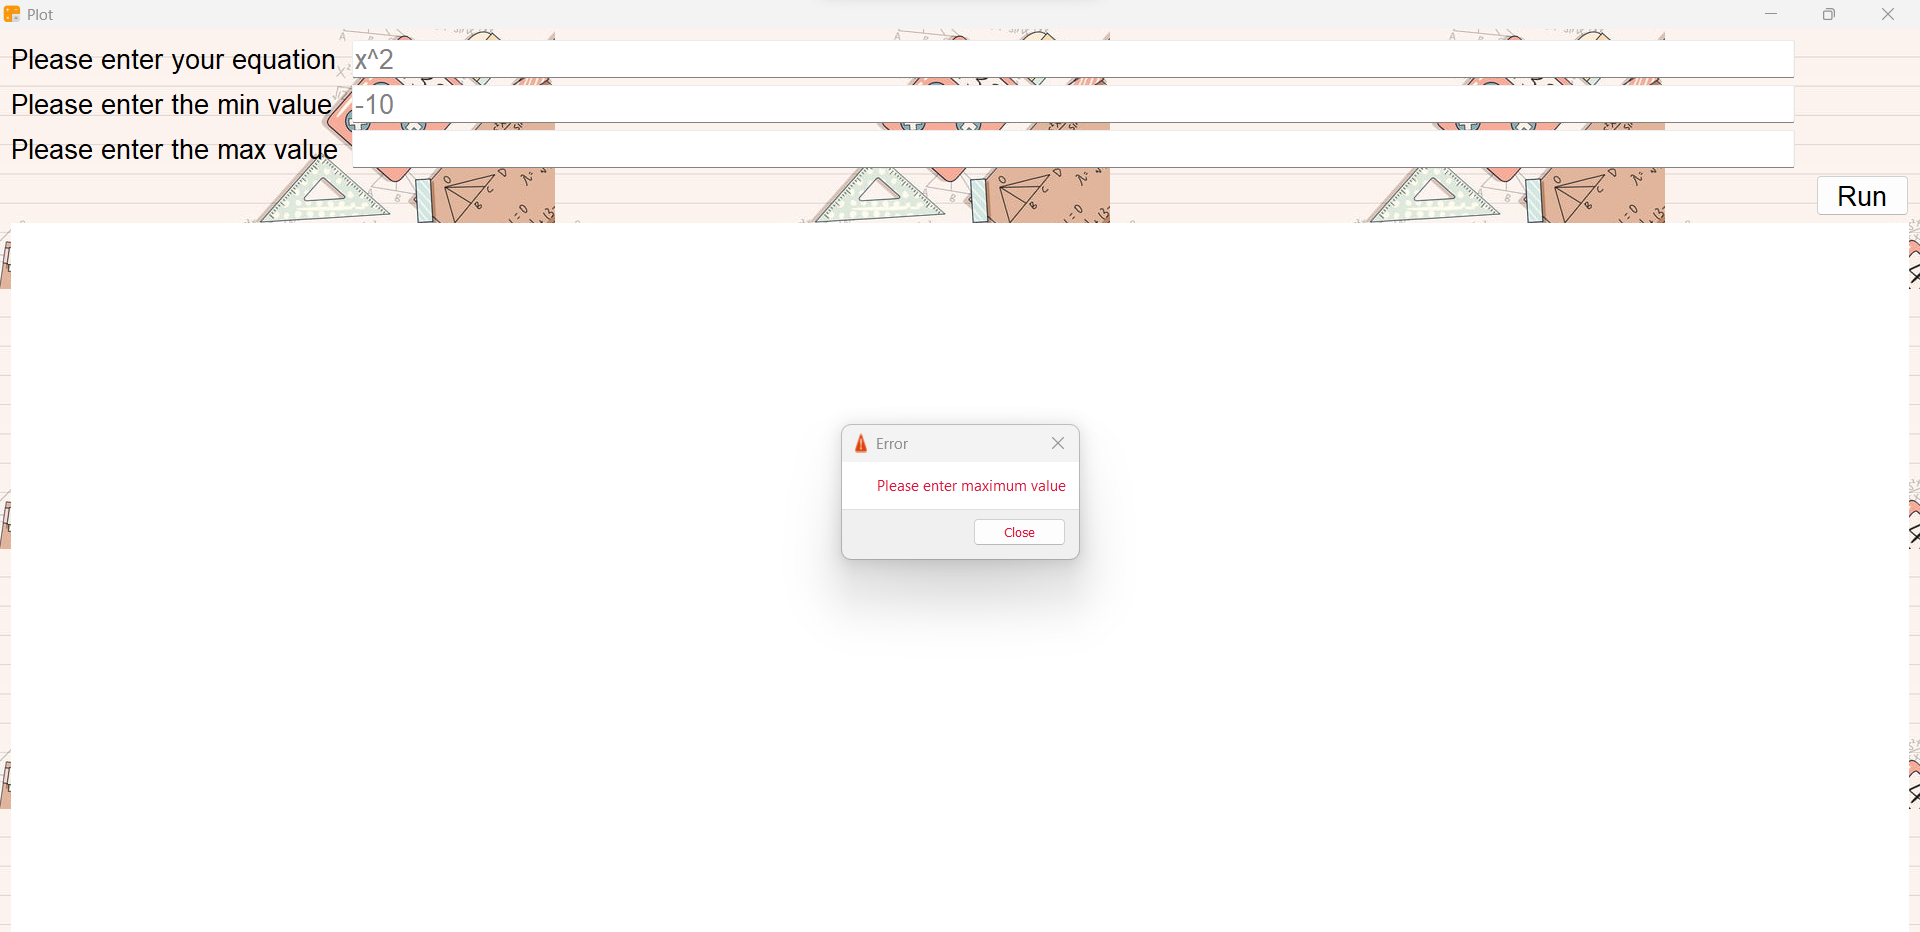 Plot
Please enter your equation x^2
Please enter the min value -10
Please enter the max value
Run
Error
Please enter maximum value
Close